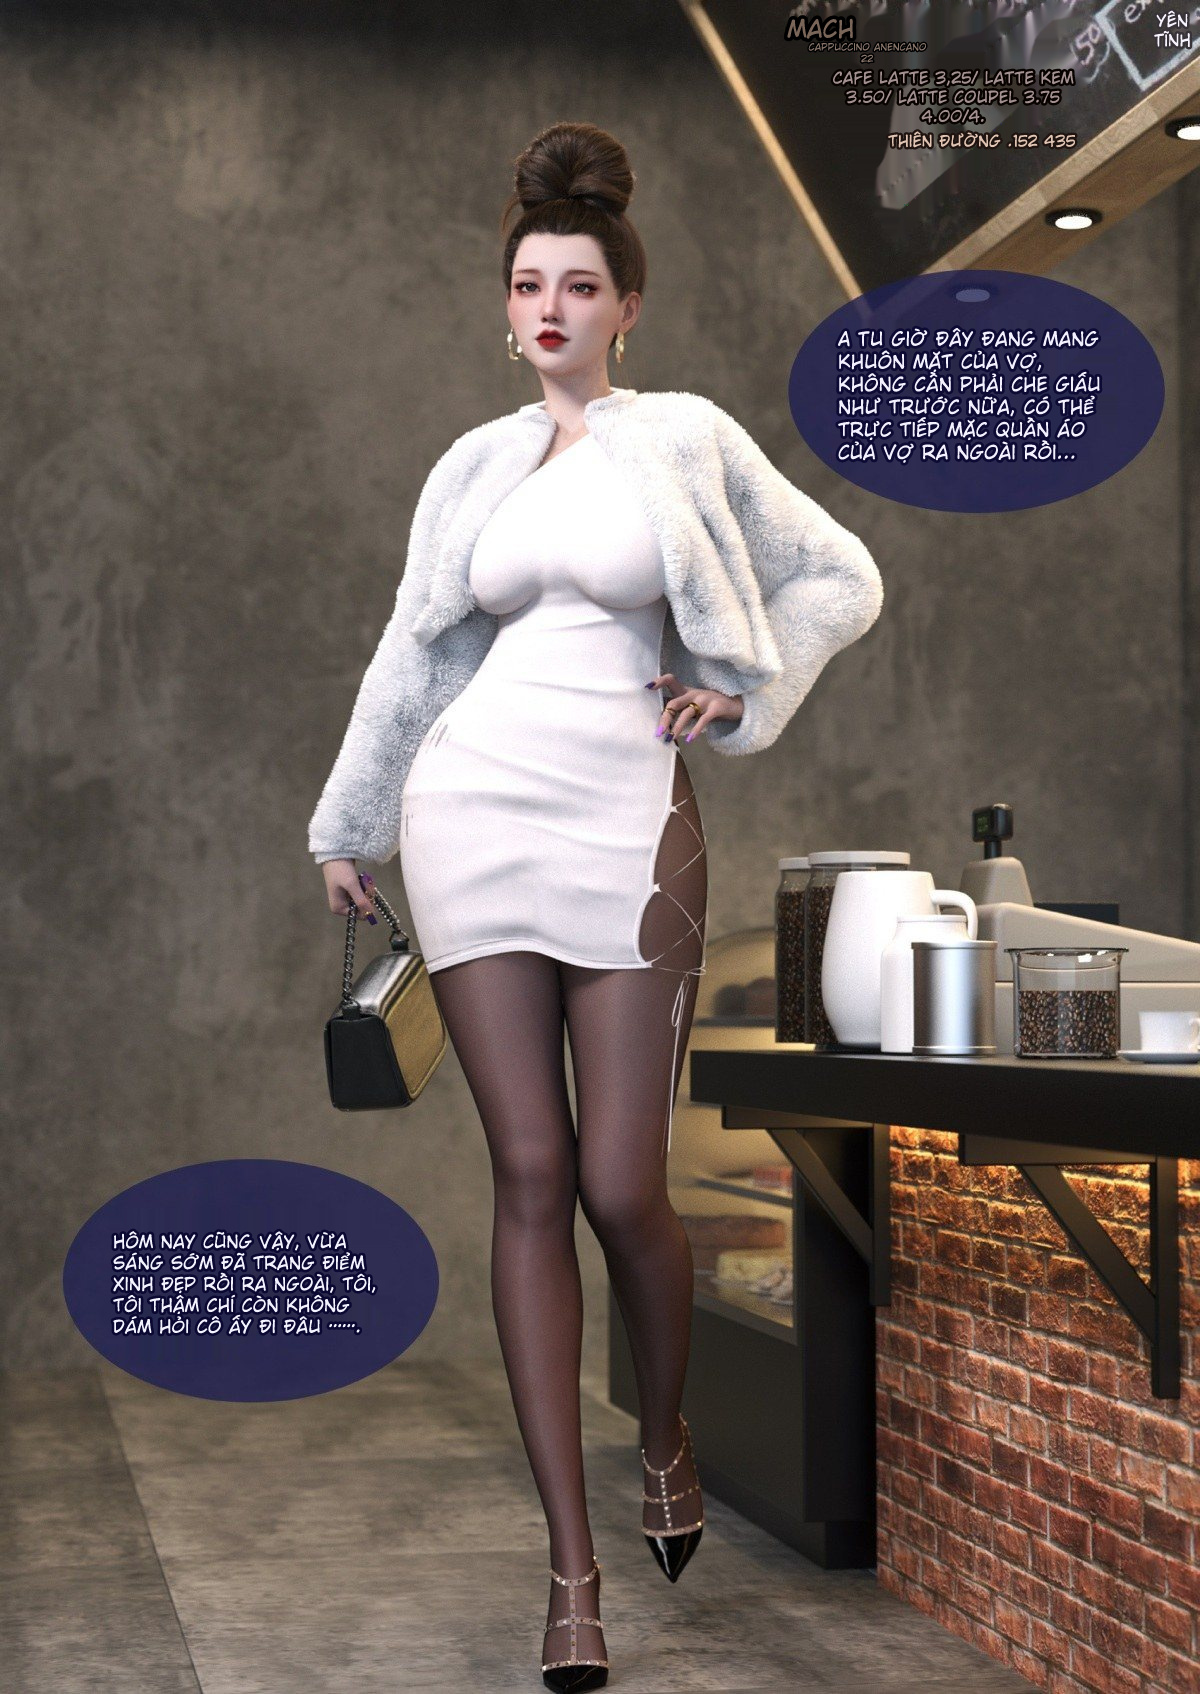 MACH
CAPPUCCINO ANENCANO
22
CAFE LATTE 3,25/ LATTE KEM
3.50/ LATTE COUPEL 3.75
4.00/4.
THIÊN ĐƯỜNG .152 435
YÊN
TĨNH
A TU GIỜ ĐÂY ĐANG MANG
KHUÔN MẶT CỦA VỢ,
KHÔNG CẦN PHẢI CHE GIẤU
NHƯ TRƯỚC NỮA, CÓ THỂ
TRỰC TIẾP MẶC QUẦN ÁO
CỦA VỢ RA NGOÀI RỒI...
HÔM NAY CŨNG VẬY, VỪA
SÁNG SỚM ĐÃ TRANG ĐIỂM
XINH ĐẸP RỒI RA NGOÀI, TÔI,
TÔI THẬM CHÍ CÒN KHÔNG
DÁM HỎI CÔ ẤY ĐI ĐÂU ⋯⋯.